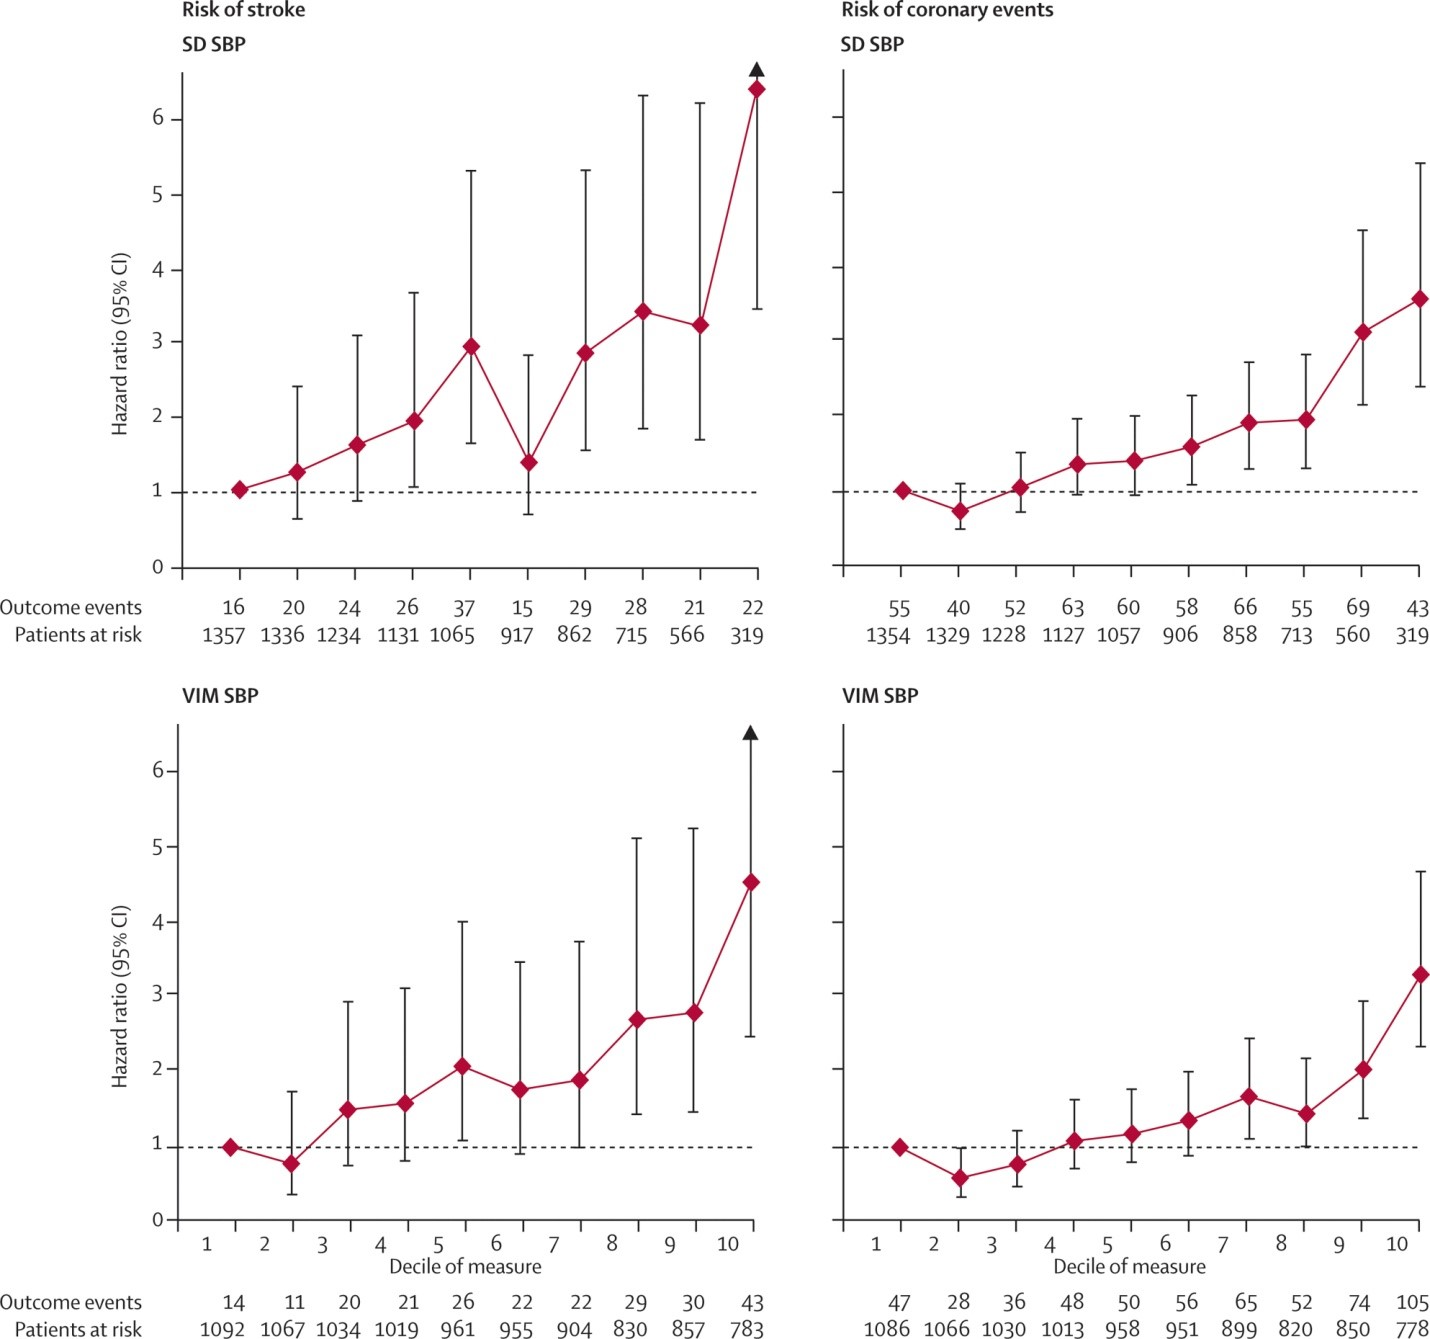 Risk of stroke
SD SBP
Hazard ratio (95% CI)
6
5
4
3
2
1
0
Risk of coronary events
SD SBP
Outcome events 16 20 24 26 37 15 29 28 21 22
Patients at risk 1357 1336 1234 1131 1065 917 862 715 566 319
55 40 52 63 60 58 66 55 69 43
1354 1329 1228 1127 1057 906 858 713 560 319
VIM SBP
Hazard ratio (95% CI)
6
5
4
3
2
1
0
1 2 3 4 5 6 7 8 9 10
Decile of measure
VIM SBP
1 2 3 4 5 6 7 8 9 10
Decile of measure
Outcome events 14 11 20 21 26 22 22 29 30 43
Patients at risk 1092 1067 1034 1019 961 955 904 830 857 783
47 28 36 48 50 56 65 52 74 105
1086 1066 1030 1013 958 951 899 820 850 778